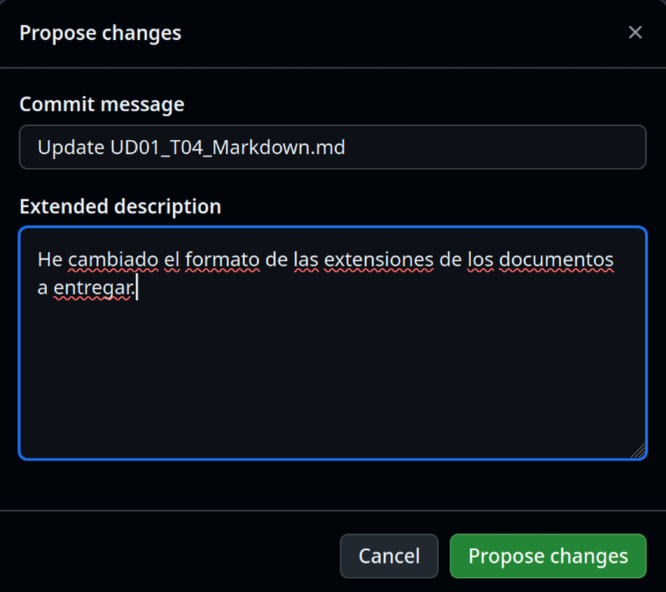 Propose changes
Commit message
Update UD01_T04_Markdown.md
Extended description
He cambiado el formato de las extensiones de los documentos
a entregar.
Cancel
Propose changes